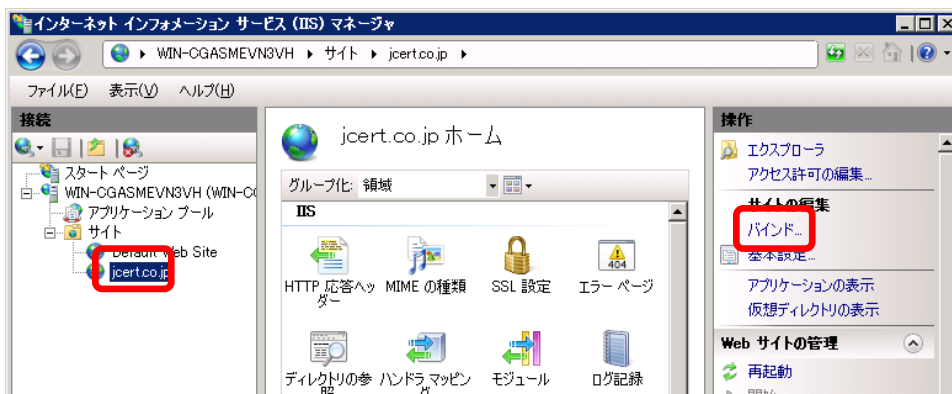 インターネット インフォメーション サービス (IIS) マネージャ
WIN-CGASMEVN3VH ▸ サイト ▸ jcert.co.jp ▸
ファイル(F) 表示(V) ヘルプ(H)
接続
スタート ページ
WIN-CGASMEVN3VH (WIN-CG
アプリケーション プール
サイト
Default Web Site
jcert.co.jp
jcert.co.jp ホーム
グループ化: 領域
IIS
HTTP 応答ヘッダー
MIME の種類
SSL 設定
404
エラー ページ
ディレクトリの参照
ハンドラ マッピング
モジュール
ログ記録
操作
エクスプローラ
アクセス許可の編集...
サイトの編集
バインド...
基本設定...
アプリケーションの表示
仮想ディレクトリの表示
Web サイトの管理
再起動
開始